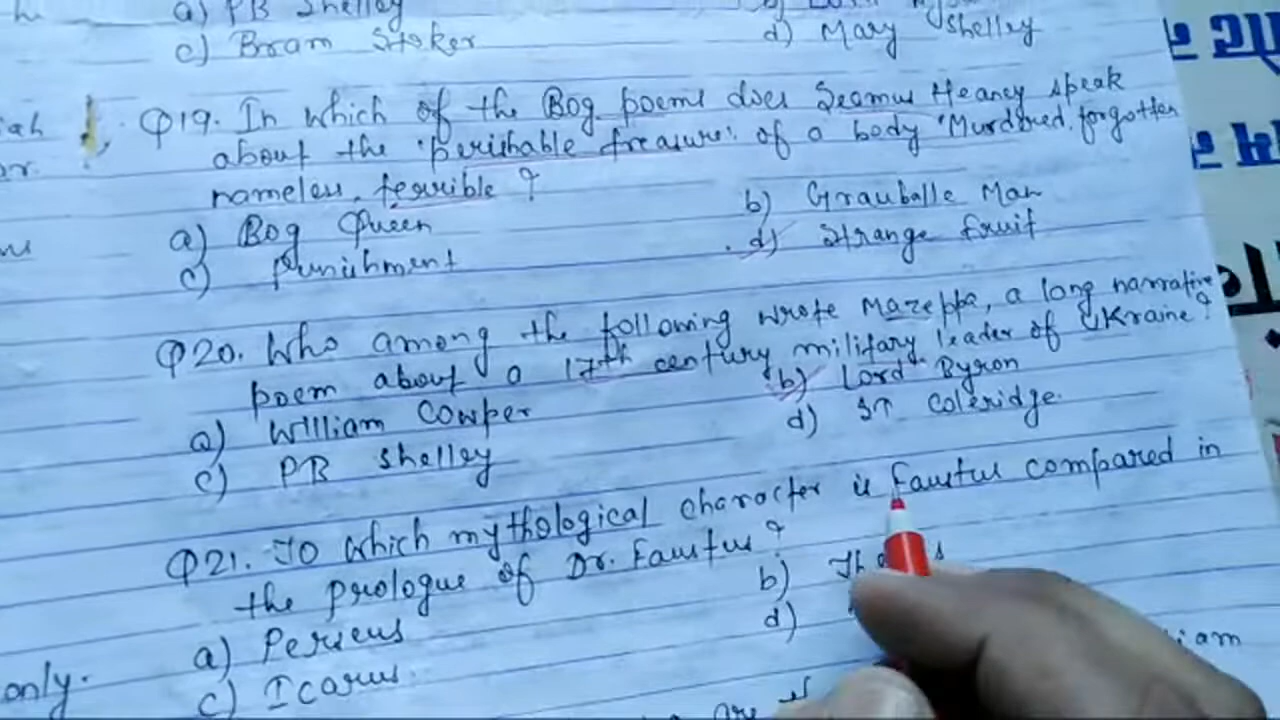 a) PB Shelley
c) Bram Stoker
d) Mary Shelley
Q19. In which of the Bog poems does Seamus Heaney speak
about the 'perishable treasure' of a body 'Murdered, forgotten
nameless, terrible ?
a) Bog Queen
b) Grauballe Man
c) Punishment
d) Strange fruit
Q20. Who among the following wrote Mazeppa, a long narrative
poem about a 17th century military leader of Ukraine ?
a) William Cowper
b) Lord Byron
c) PB Shelley
d) ST Coleridge
Q21. To which mythological character is Faustus compared in
the prologue of Dr. Faustus ?
a) Perseus
b)
c) Icarus
d)
only.